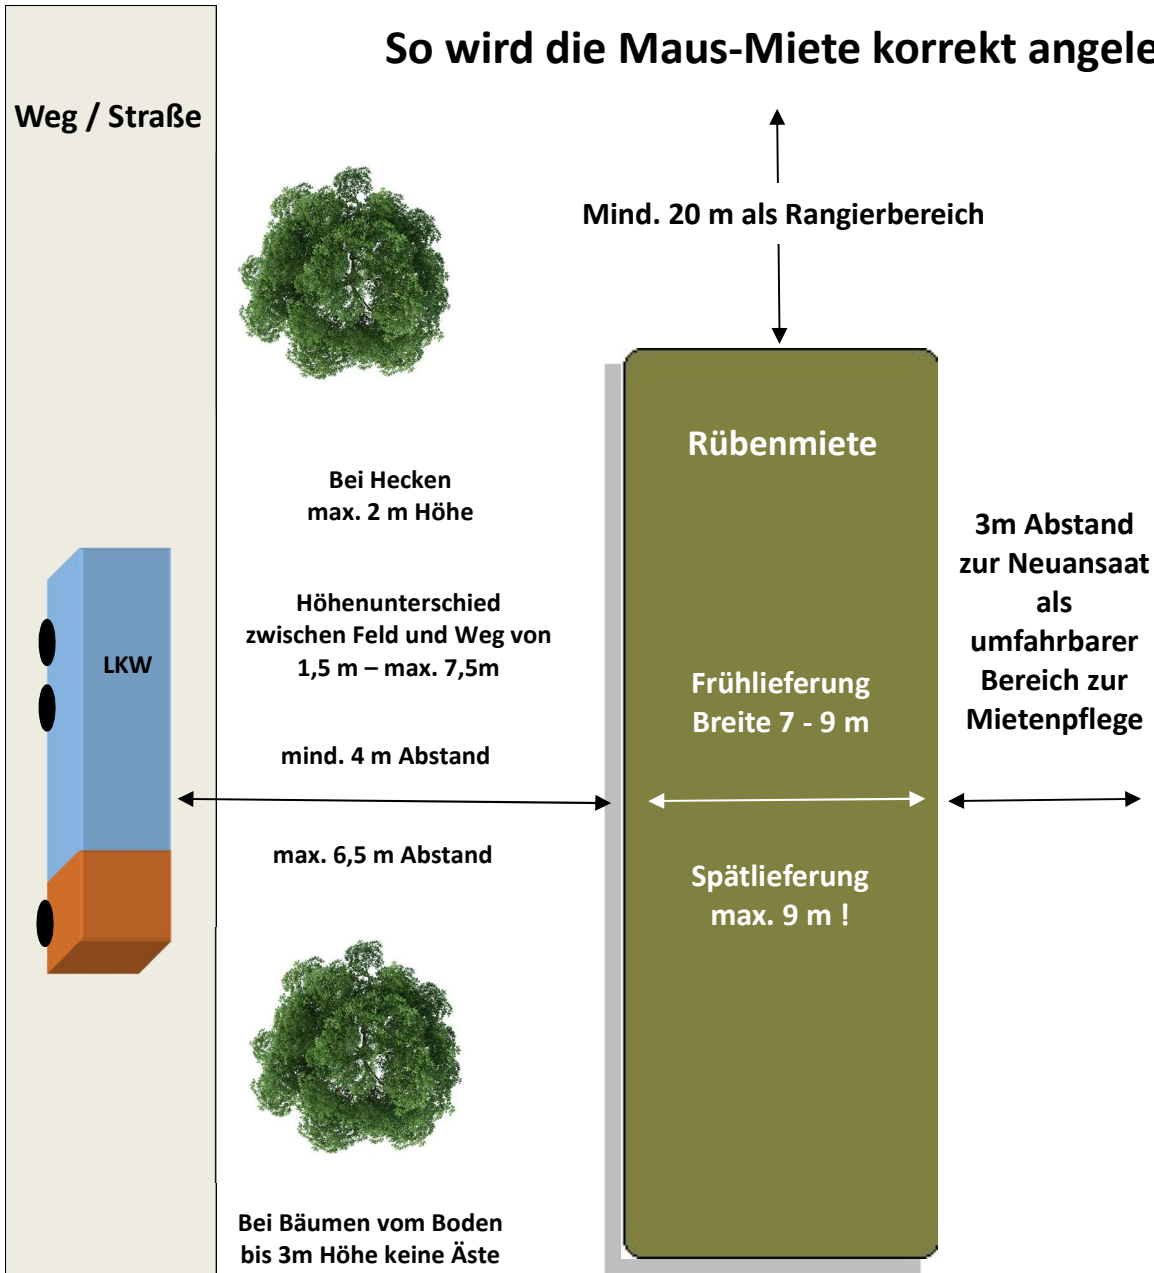 So wird die Maus-Miete korrekt angele
Weg / Straße
Mind. 20 m als Rangierbereich
Rübenmiete
Bei Hecken
max. 2 m Höhe
3m Abstand
zur Neuansaat
als
umfahrbarer
Bereich zur
Mietenpflege
Höhenunterschied
zwischen Feld und Weg von
1,5 m – max. 7,5m
LKW
Frühlieferung
Breite 7 - 9 m
mind. 4 m Abstand
max. 6,5 m Abstand
Spätlieferung
max. 9 m !
Bei Bäumen vom Boden
bis 3m Höhe keine Äste